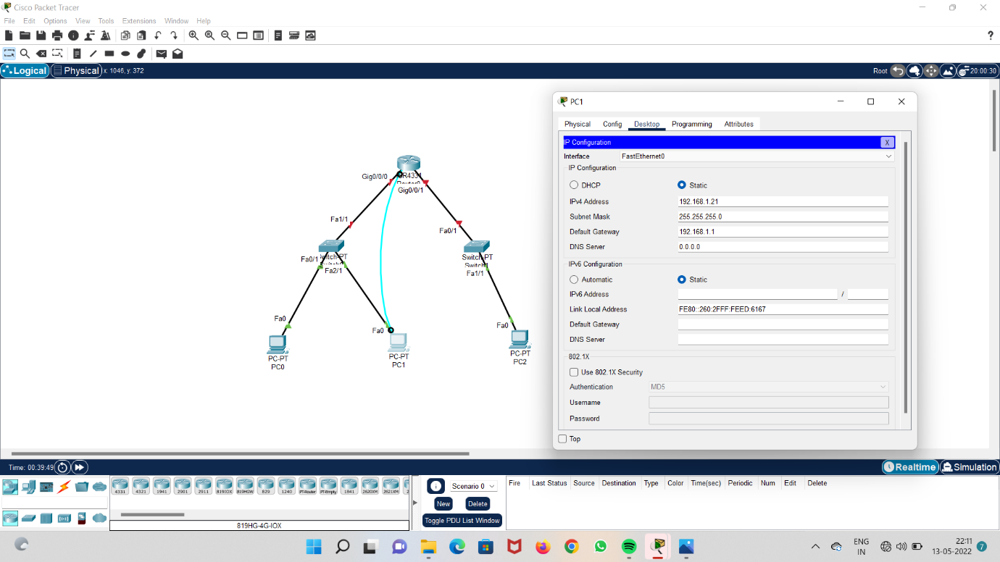 Cisco Packet Tracer
File Edit Options View Tools Extensions Window Help
?
Logical Physical x: 1046, y: 372 Root 20:00:30
PC1
Physical Config Desktop Programming Attributes
IP Configuration X
Interface FastEthernet0
IP Configuration
DHCP Static
IPv4 Address 192.168.1.21
Subnet Mask 255.255.255.0
Default Gateway 192.168.1.1
DNS Server 0.0.0.0
IPv6 Configuration
Automatic Static
IPv6 Address /
Link Local Address FE80::260:2FFF:FEED:6167
Default Gateway
DNS Server
802.1X
Use 802.1X Security
Authentication MD5
Username
Password
Top
Gig0/0/0
Gig0/0/1
Fa1/1
Fa0/1
Fa0/1
Switch-PT
Fa2/1
Fa1/1
Fa0
Fa0
Fa0
PC-PT
PC0
PC-PT
PC1
PC-PT
PC2
Time: 00:39:49 Realtime Simulation
4331 4321 1941 2901 2911 819IOX 819HGW 829 1240 PT-Router PT-Empty 1841 2620XM 2621XM
819HG-4G-IOX
Scenario 0
New Delete
Toggle PDU List Window
Fire Last Status Source Destination Type Color Time(sec) Periodic Num Edit Delete
ENG
IN
22:11
13-05-2022
7